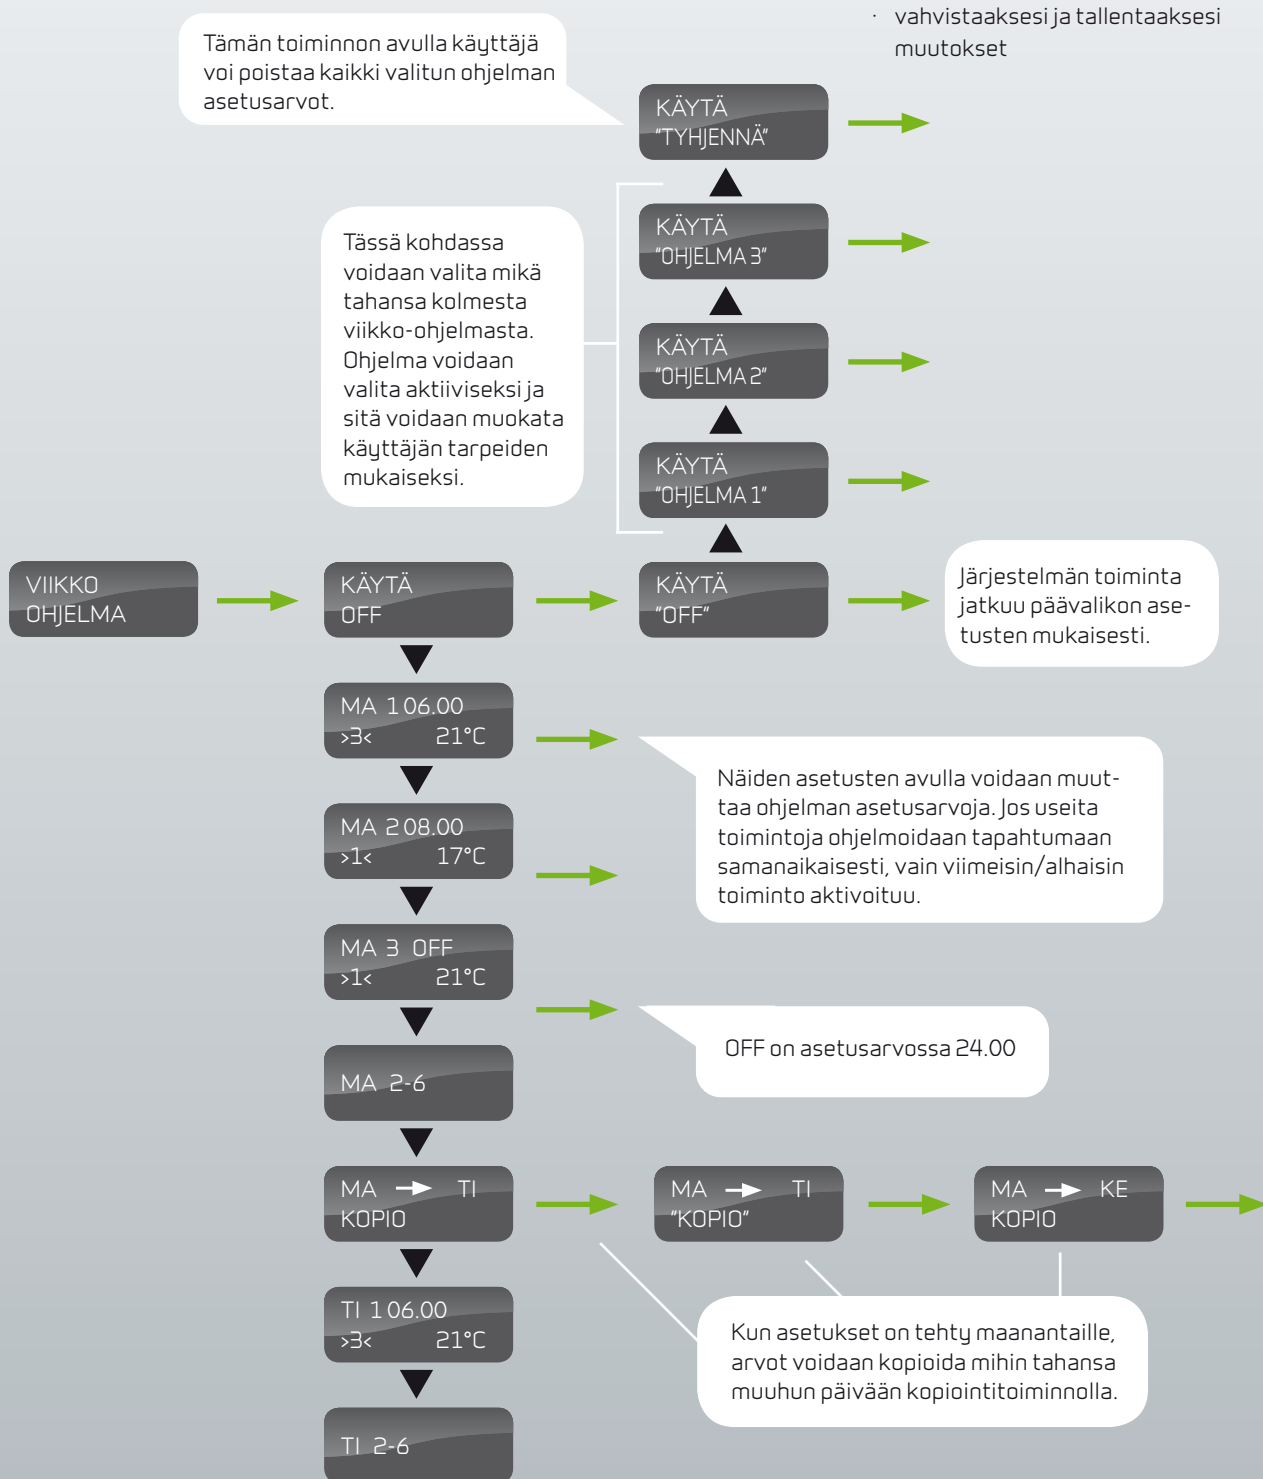 · vahvistaaksesi ja tallentaaksesi
muutokset
Tämän toiminnon avulla käyttäjä
voi poistaa kaikki valitun ohjelman
asetusarvot.
KÄYTÄ
"TYHJENNÄ"
KÄYTÄ
"OHJELMA 3"
Tässä kohdassa
voidaan valita mikä
tahansa kolmesta
viikko-ohjelmasta.
Ohjelma voidaan
valita aktiiviseksi ja
sitä voidaan muokata
käyttäjän tarpeiden
mukaiseksi.
KÄYTÄ
"OHJELMA 2"
KÄYTÄ
"OHJELMA 1"
VIIKKO
OHJELMA
KÄYTÄ
OFF
KÄYTÄ
"OFF"
Järjestelmän toiminta
jatkuu päävalikon ase-
tusten mukaisesti.
MA 1 06.00
>3< 21°C
Näiden asetusten avulla voidaan muut-
taa ohjelman asetusarvoja. Jos useita
toimintoja ohjelmoidaan tapahtumaan
samanaikaisesti, vain viimeisin/alhaisin
toiminto aktivoituu.
MA 2 08.00
>1< 17°C
MA 3 OFF
>1< 21°C
OFF on asetusarvossa 24.00
MA 2-6
MA → TI
KOPIO
MA → TI
"KOPIO"
MA → KE
KOPIO
TI 1 06.00
>3< 21°C
Kun asetukset on tehty maanantaille,
arvot voidaan kopioida mihin tahansa
muuhun päivään kopiointitoiminnolla.
TI 2-6